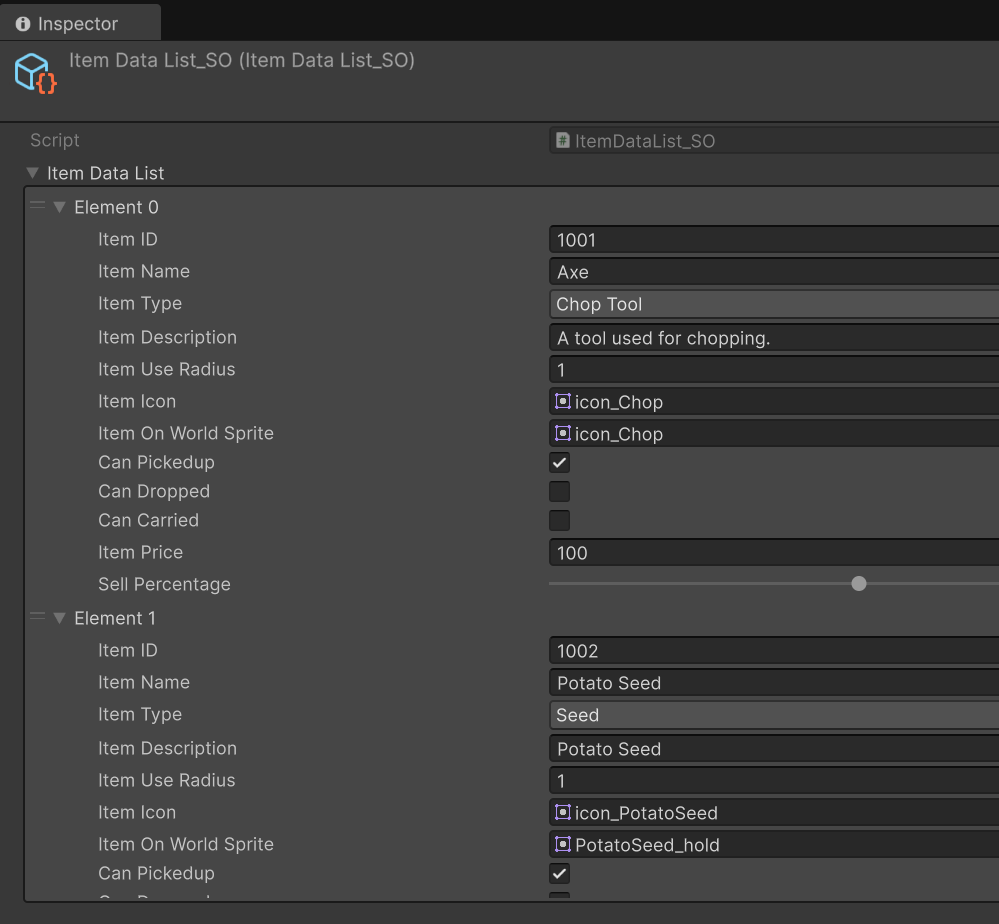 Inspector
Item Data List_SO (Item Data List_SO)
Script ItemDataList_SO
Item Data List
Element 0
Item ID 1001
Item Name Axe
Item Type Chop Tool
Item Description A tool used for chopping.
Item Use Radius 1
Item Icon icon_Chop
Item On World Sprite icon_Chop
Can Pickedup
Can Dropped
Can Carried
Item Price 100
Sell Percentage
Element 1
Item ID 1002
Item Name Potato Seed
Item Type Seed
Item Description Potato Seed
Item Use Radius 1
Item Icon icon_PotatoSeed
Item On World Sprite PotatoSeed_hold
Can Pickedup